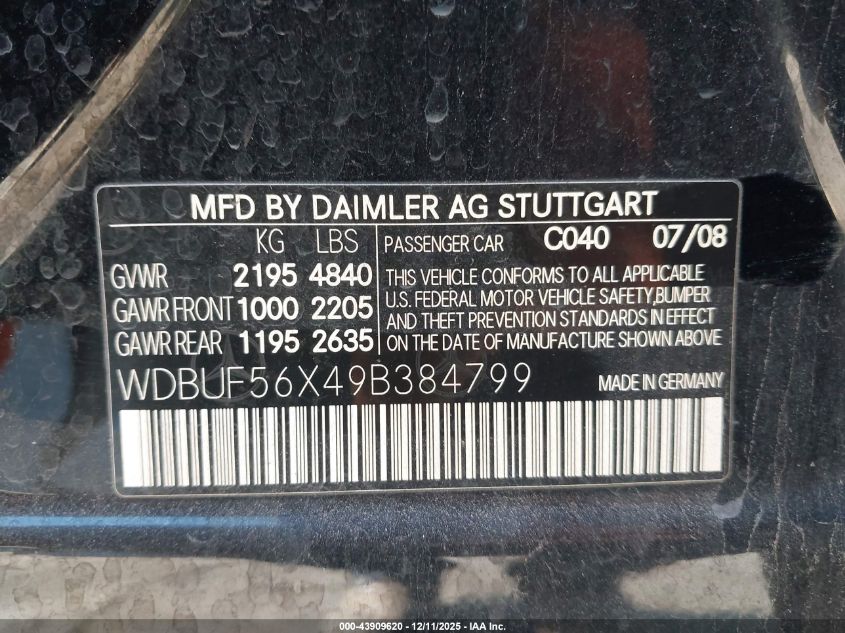 MFD BY DAIMLER AG STUTTGART
KG LBS PASSENGER CAR C040 07/08
GVWR 2195 4840
GAWR FRONT 1000 2205
GAWR REAR 1195 2635
THIS VEHICLE CONFORMS TO ALL APPLICABLE
U.S. FEDERAL MOTOR VEHICLE SAFETY,BUMPER
AND THEFT PREVENTION STANDARDS IN EFFECT
ON THE DATE OF MANUFACTURE SHOWN ABOVE
WDBUF56X49B384799 MADE IN GERMANY
000-43909620 - 12/11/2025 - IAA Inc.